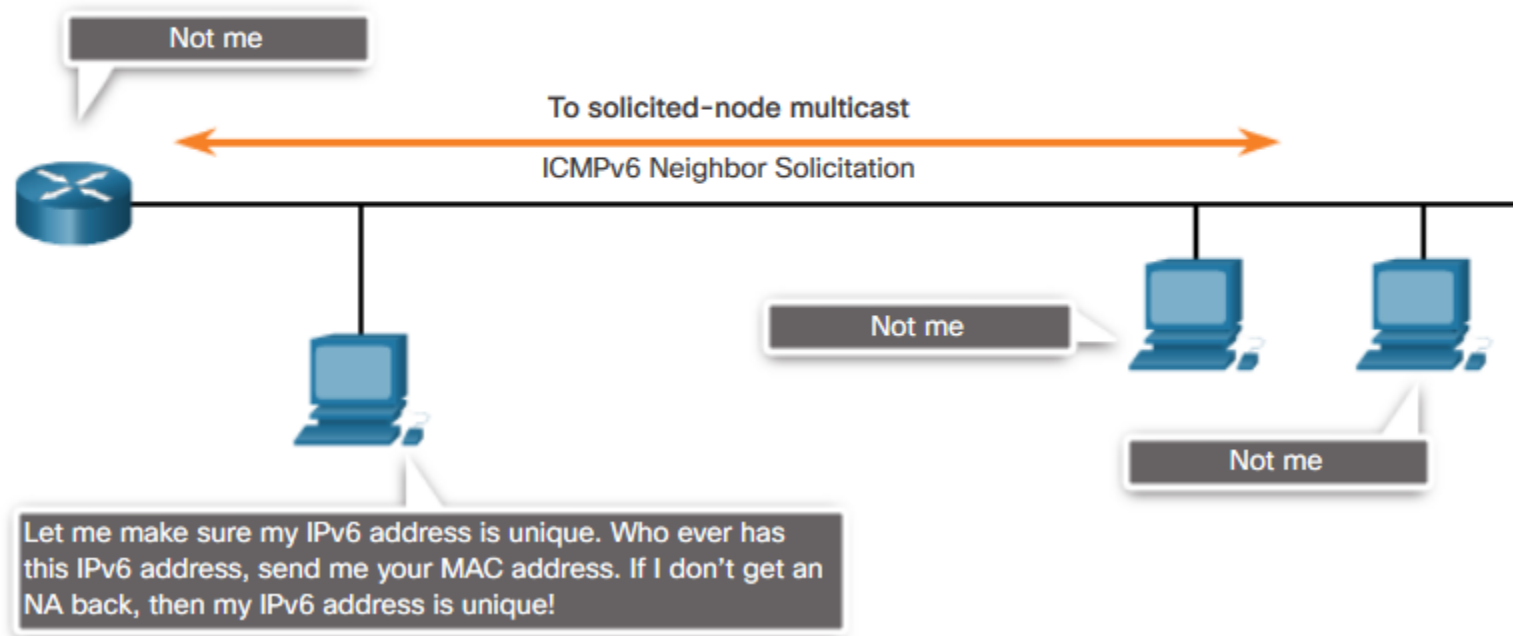 Not me
To solicited-node multicast
ICMPv6 Neighbor Solicitation
Not me
Not me
Let me make sure my IPv6 address is unique. Who ever has
this IPv6 address, send me your MAC address. If I don't get an
NA back, then my IPv6 address is unique!